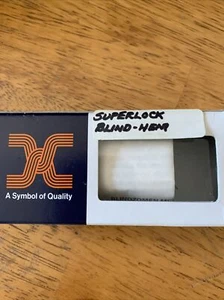 SUPERLOCK
BLIND-HEM
A Symbol of Quality